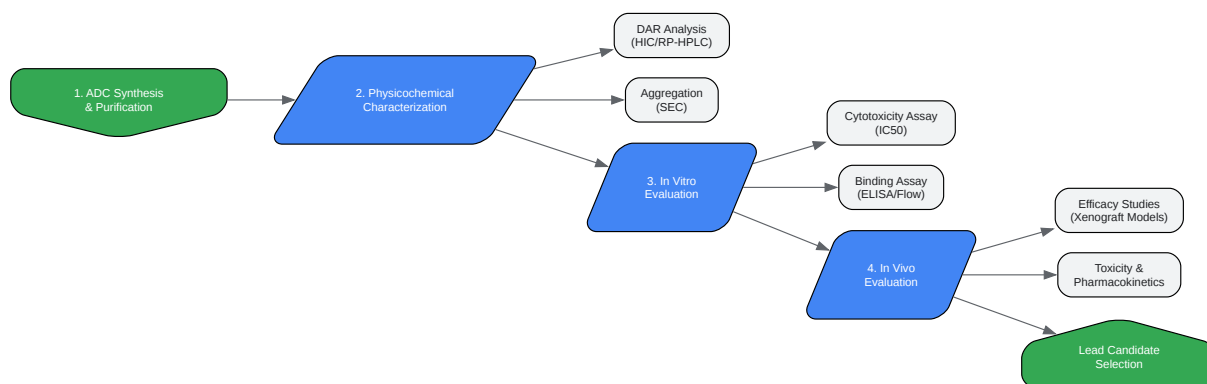 1. ADC Synthesis
& Purification
2. Physicochemical
Characterization
DAR Analysis
(HIC/RP-HPLC)
Aggregation
(SEC)
3. In Vitro
Evaluation
Cytotoxicity Assay
(IC50)
Binding Assay
(ELISA/Flow)
4. In Vivo
Evaluation
Efficacy Studies
(Xenograft Models)
Toxicity &
Pharmacokinetics
Lead Candidate
Selection